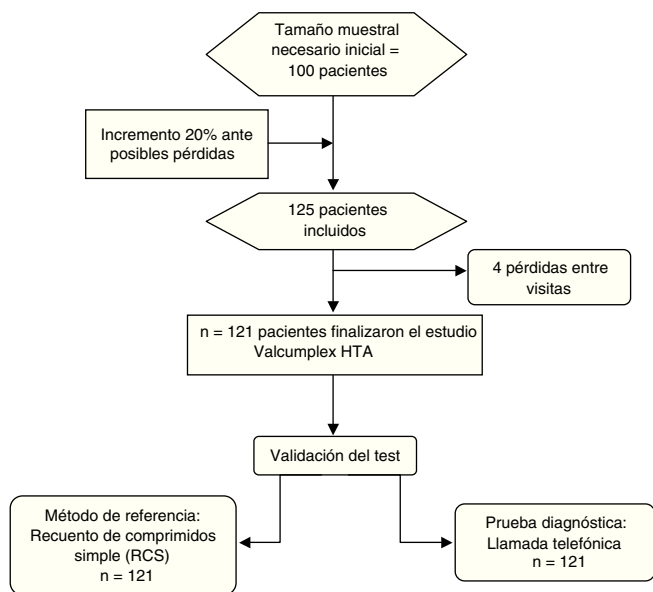 Tamaño muestral
necesario inicial =
100 pacientes
Incremento 20% ante
posibles pérdidas
125 pacientes
incluidos
4 pérdidas entre
visitas
n = 121 pacientes finalizaron el estudio
Valcumplex HTA
Validación del test
Método de referencia:
Recuento de comprimidos
simple (RCS)
n = 121
Prueba diagnóstica:
Llamada telefónica
n = 121